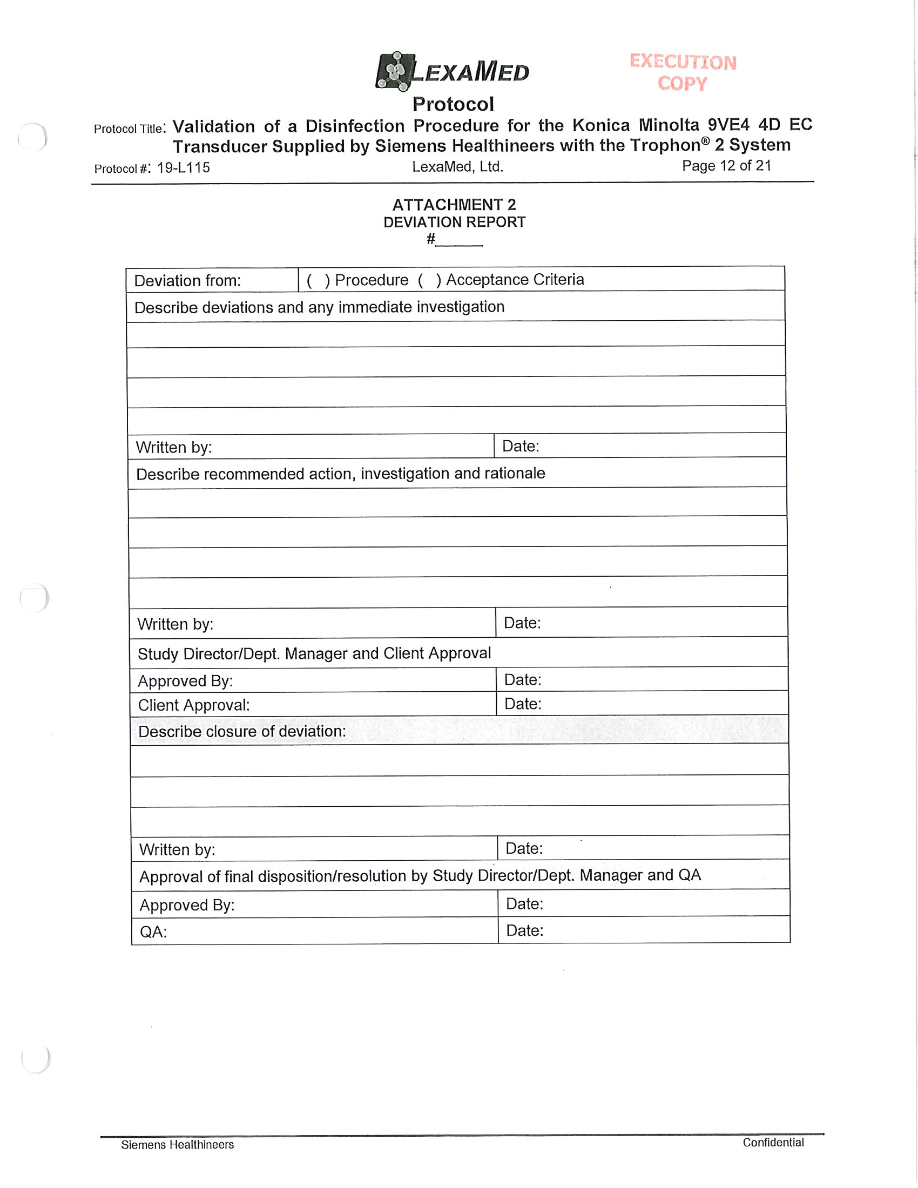 LEXAMED
EXECUTION
COPY
Protocol
Protocol Title: Validation of a Disinfection Procedure for the Konica Minolta 9VE4 4D EC
Transducer Supplied by Siemens Healthineers with the Trophon® 2 System
Protocol #: 19-L115 LexaMed, Ltd. Page 12 of 21
ATTACHMENT 2
DEVIATION REPORT
#______
Deviation from: ( ) Procedure ( ) Acceptance Criteria
Describe deviations and any immediate investigation
Written by: Date:
Describe recommended action, investigation and rationale
Written by: Date:
Study Director/Dept. Manager and Client Approval
Approved By: Date:
Client Approval: Date:
Describe closure of deviation:
Written by: Date:
Approval of final disposition/resolution by Study Director/Dept. Manager and QA
Approved By: Date:
QA: Date:
Siemens Healthineers Confidential